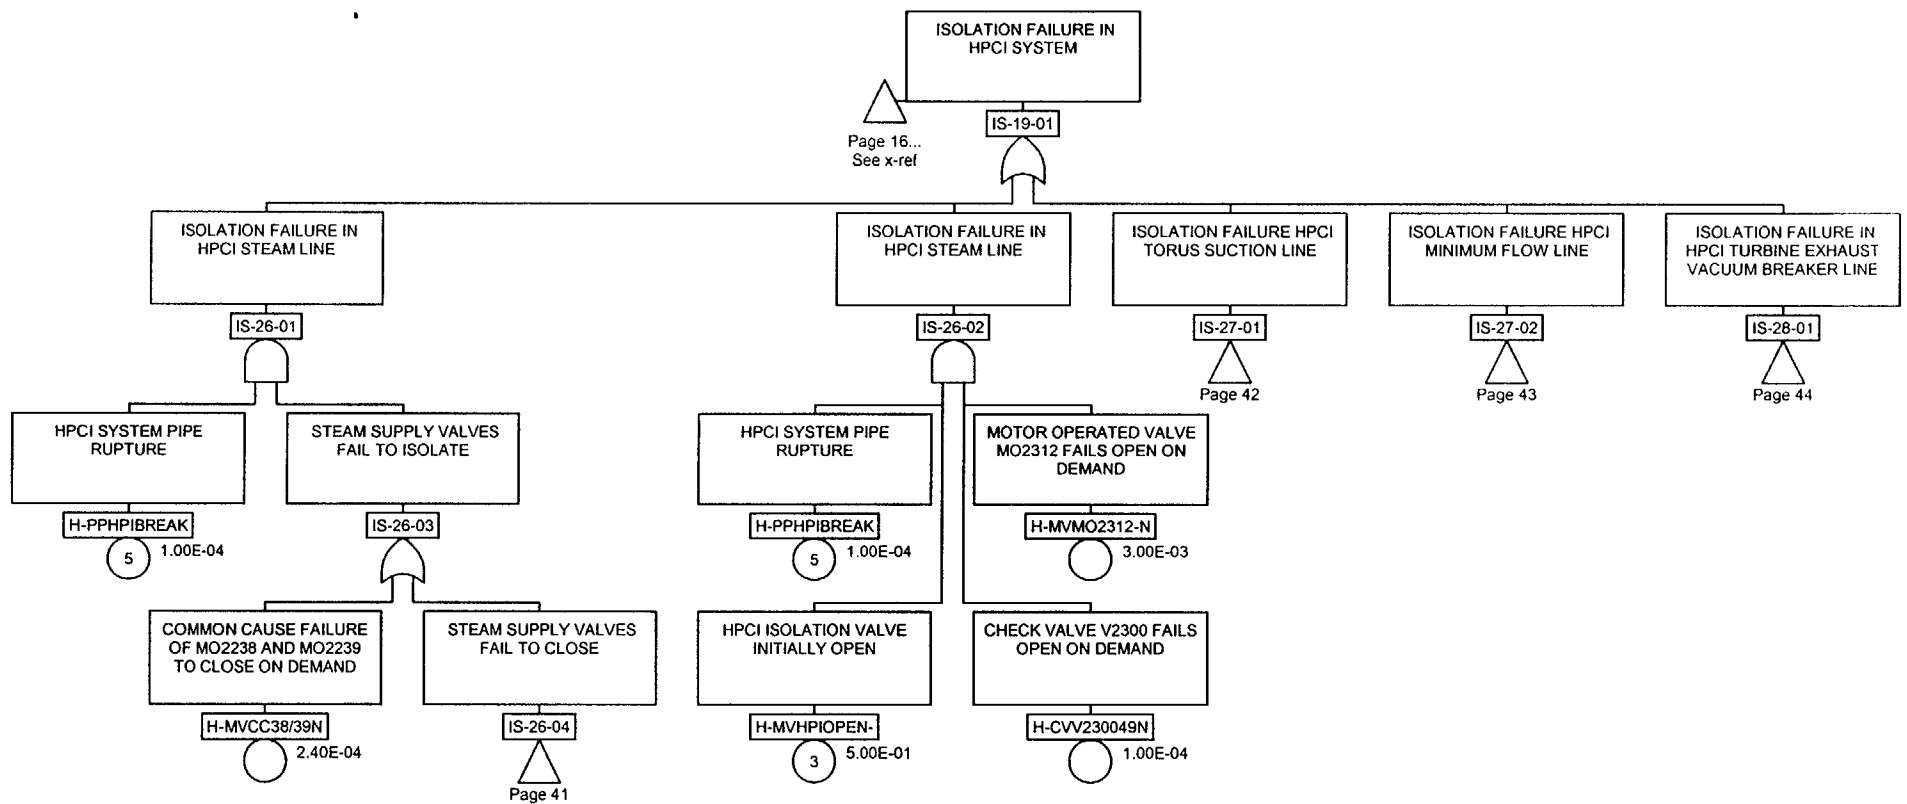 ISOLATION FAILURE IN
HPCI SYSTEM
IS-19-01
Page 16...
See x-ref
ISOLATION FAILURE IN
HPCI STEAM LINE
IS-26-01
ISOLATION FAILURE IN
HPCI STEAM LINE
IS-26-02
ISOLATION FAILURE HPCI
TORUS SUCTION LINE
IS-27-01
Page 42
ISOLATION FAILURE HPCI
MINIMUM FLOW LINE
IS-27-02
Page 43
ISOLATION FAILURE IN
HPCI TURBINE EXHAUST
VACUUM BREAKER LINE
IS-28-01
Page 44
HPCI SYSTEM PIPE
RUPTURE
H-PPHPIBREAK
5
1.00E-04
STEAM SUPPLY VALVES
FAIL TO ISOLATE
IS-26-03
HPCI SYSTEM PIPE
RUPTURE
H-PPHPIBREAK
5
1.00E-04
MOTOR OPERATED VALVE
MO2312 FAILS OPEN ON
DEMAND
H-MVMO2312-N
3.00E-03
COMMON CAUSE FAILURE
OF MO2238 AND MO2239
TO CLOSE ON DEMAND
H-MVCC38/39N
2.40E-04
STEAM SUPPLY VALVES
FAIL TO CLOSE
IS-26-04
Page 41
HPCI ISOLATION VALVE
INITIALLY OPEN
H-MVHPIOPEN-
3
5.00E-01
CHECK VALVE V2300 FAILS
OPEN ON DEMAND
H-CVV230049N
1.00E-04